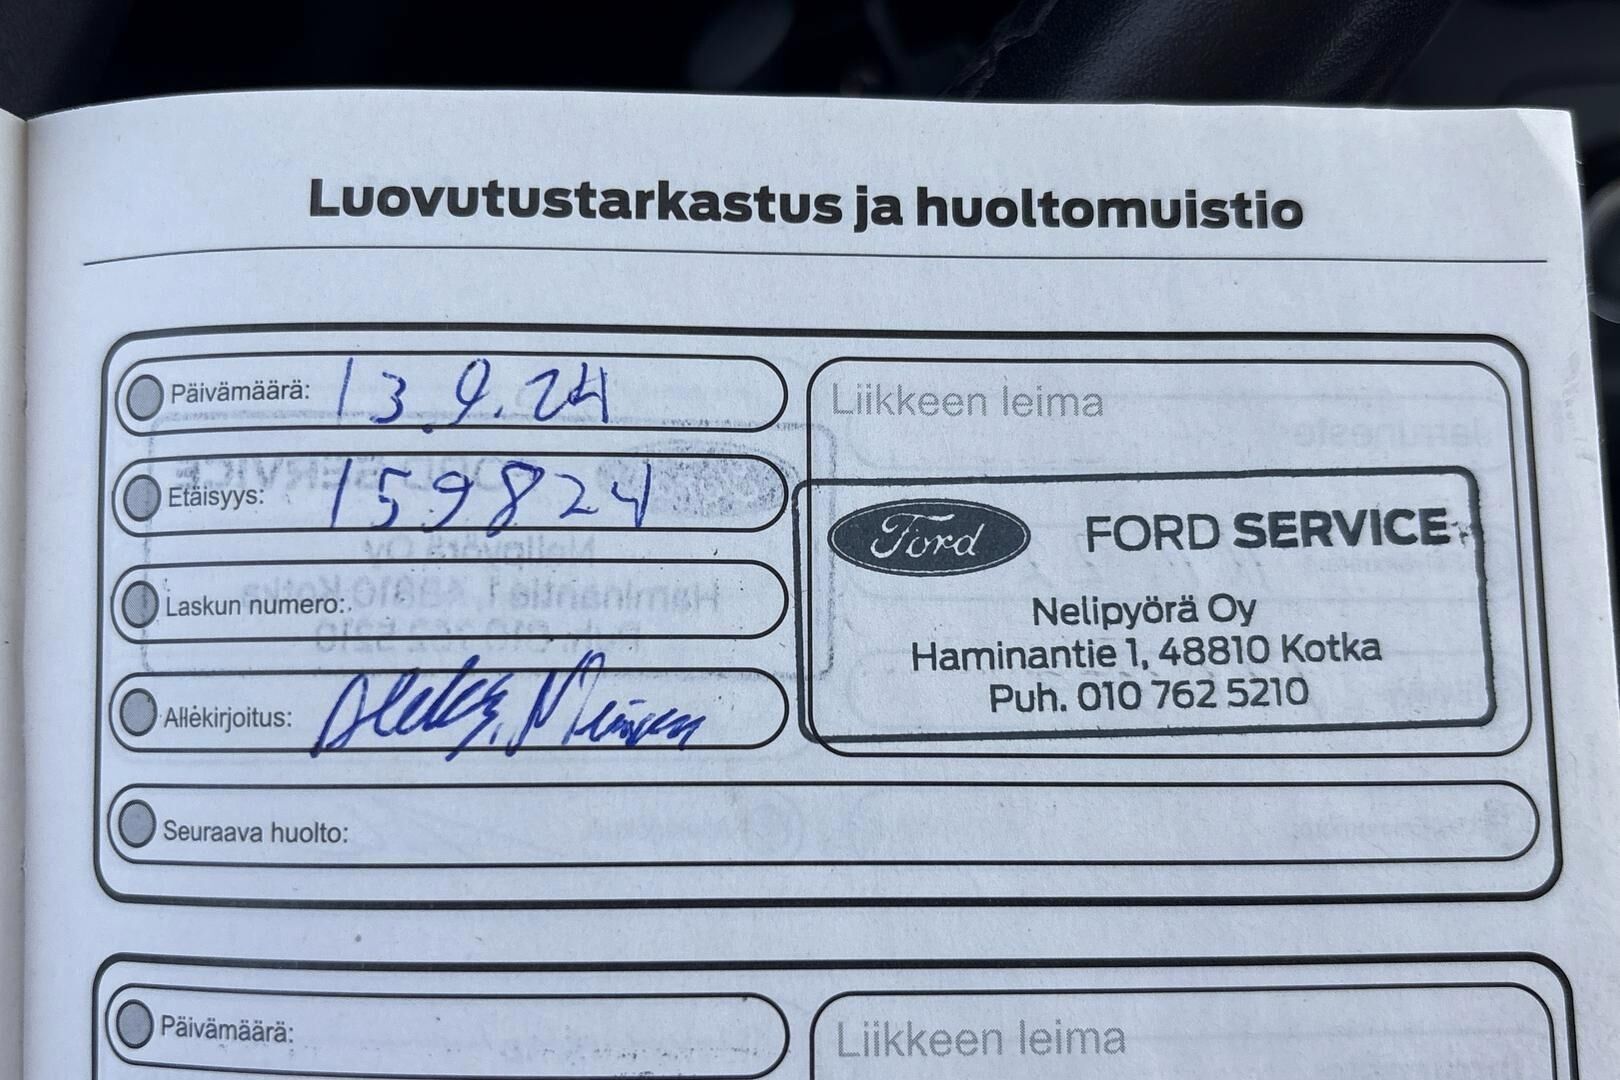 Luovutustarkastus ja huoltomuistio
Päivämäärä: 13.9.24
Etäisyys: 159824
Laskun numero:
Allekirjoitus:
Liikkeen leima
Ford FORD SERVICE
Nelipyörä Oy
Haminantie 1, 48810 Kotka
Puh. 010 762 5210
Seuraava huolto:
Päivämäärä:
Liikkeen leima